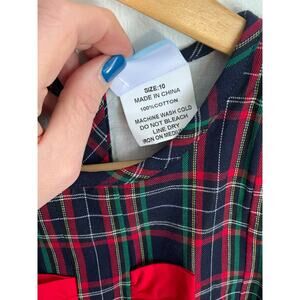 SIZE:10
MADE IN CHINA
100%COTTON
MACHINE WASH COLD
DO NOT BLEACH
LINE DRY
IRON ON MEDIUM